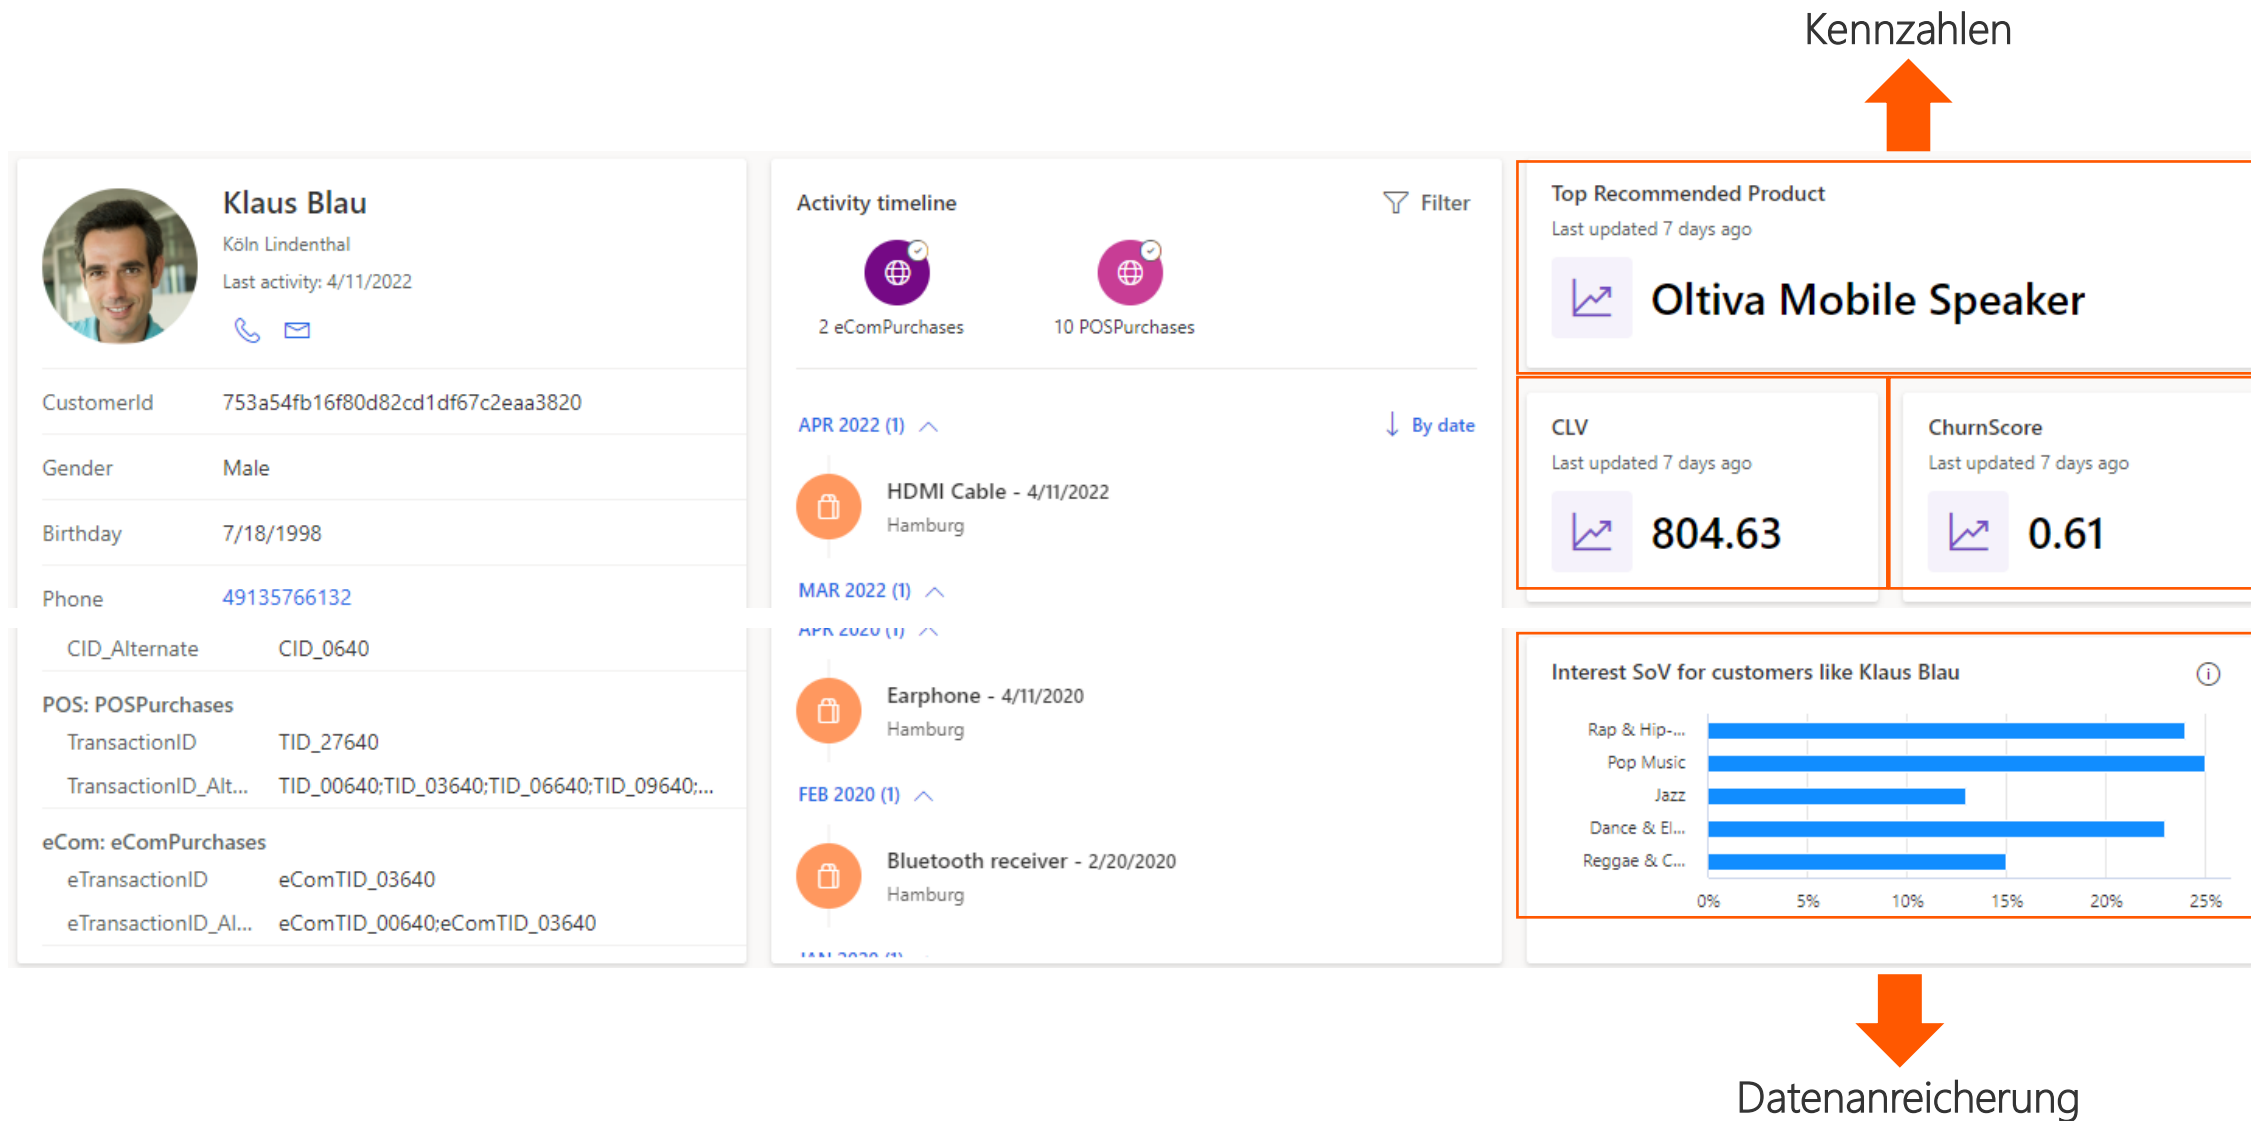 Kennzahlen
Klaus Blau
Köln Lindenthal
Last activity: 4/11/2022
CustomerId 753a54fb16f80d82cd1df67c2eaa3820
Gender Male
Birthday 7/18/1998
Phone 49135766132
CID_Alternate CID_0640
POS: POSPurchases
TransactionID TID_27640
TransactionID_Alt... TID_00640;TID_03640;TID_06640;TID_09640;...
eCom: eComPurchases
eTransactionID eComTID_03640
eTransactionID_Al... eComTID_00640;eComTID_03640
Activity timeline Filter
2 eComPurchases 10 POSPurchases
APR 2022 (1) By date
HDMI Cable - 4/11/2022
Hamburg
MAR 2022 (1)
APR 2020 (1)
Earphone - 4/11/2020
Hamburg
FEB 2020 (1)
Bluetooth receiver - 2/20/2020
Hamburg
JAN 2020 (1)
Top Recommended Product
Last updated 7 days ago
Oltiva Mobile Speaker
CLV
Last updated 7 days ago
804.63
ChurnScore
Last updated 7 days ago
0.61
Interest SoV for customers like Klaus Blau
Rap & Hip-...
Pop Music
Jazz
Dance & El...
Reggae & C...
0% 5% 10% 15% 20% 25%
Datenanreicherung